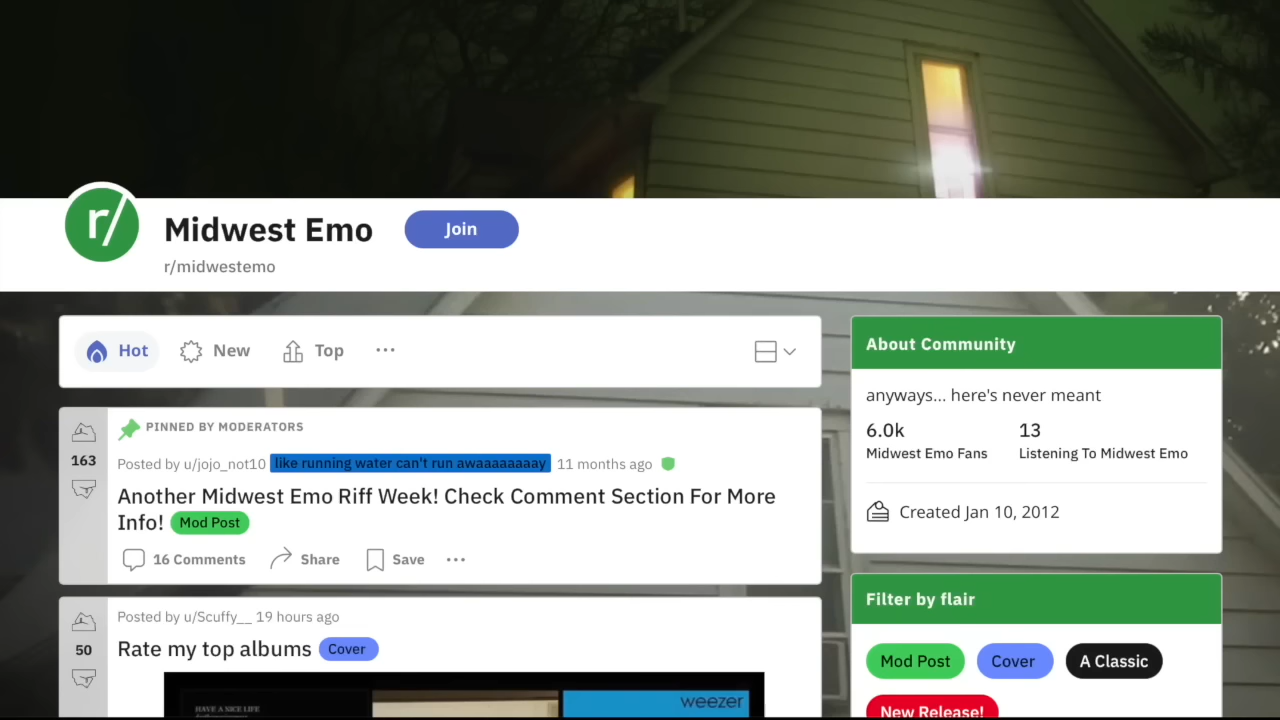 r/
Midwest Emo
Join
r/midwestemo
Hot
New
Top
PINNED BY MODERATORS
163
Posted by u/jojo_not10 like running water can't run awaaaaaaaay 11 months ago
Another Midwest Emo Riff Week! Check Comment Section For More
Info! Mod Post
16 Comments
Share
Save
Posted by u/Scuffy__ 19 hours ago
50
Rate my top albums Cover
HAVE A NICE LIFE
weezer
About Community
anyways... here's never meant
6.0k
13
Midwest Emo Fans
Listening To Midwest Emo
Created Jan 10, 2012
Filter by flair
Mod Post
Cover
A Classic
New Release!